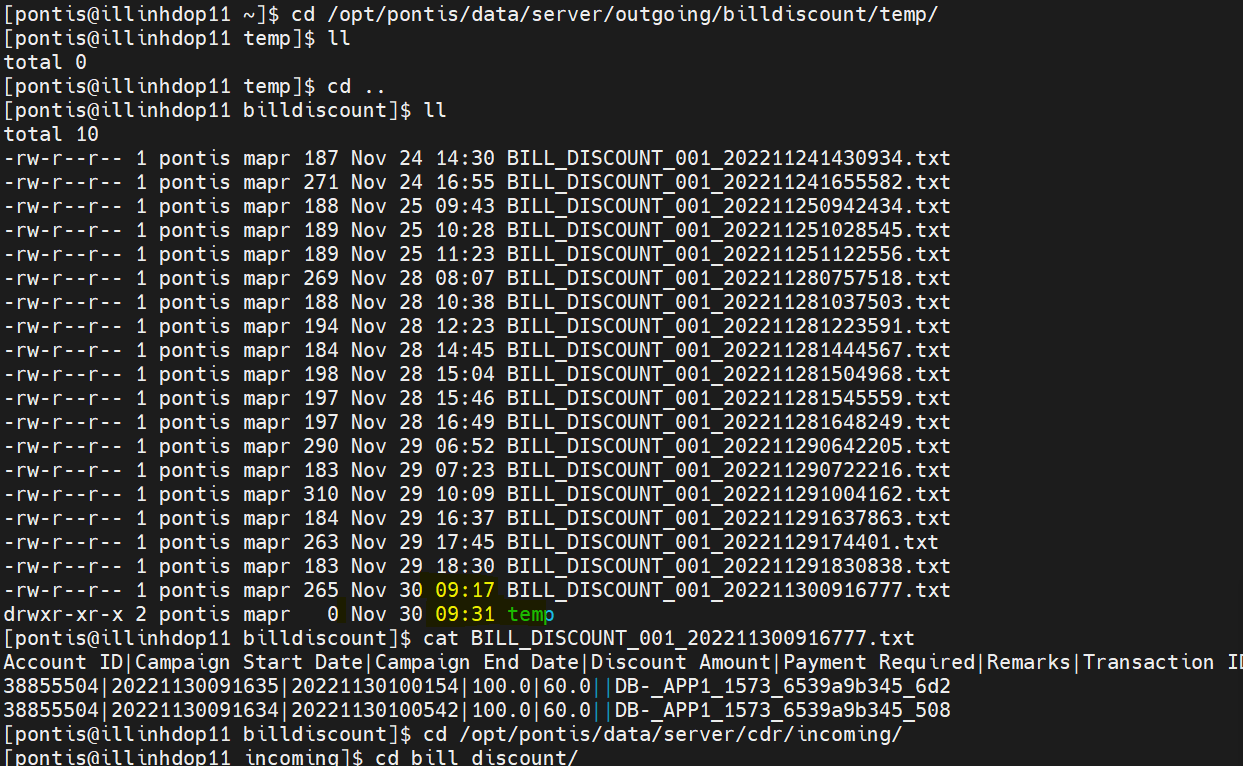 [pontis@illinhdop11 ~]$ cd /opt/pontis/data/server/outgoing/billdiscount/temp/
[pontis@illinhdop11 temp]$ ll
total 0
[pontis@illinhdop11 temp]$ cd ..
[pontis@illinhdop11 billdiscount]$ ll
total 10
-rw-r--r-- 1 pontis mapr 187 Nov 24 14:30 BILL_DISCOUNT_001_202211241430934.txt
-rw-r--r-- 1 pontis mapr 271 Nov 24 16:55 BILL_DISCOUNT_001_202211241655582.txt
-rw-r--r-- 1 pontis mapr 188 Nov 25 09:43 BILL_DISCOUNT_001_202211250942434.txt
-rw-r--r-- 1 pontis mapr 189 Nov 25 10:28 BILL_DISCOUNT_001_202211251028545.txt
-rw-r--r-- 1 pontis mapr 189 Nov 25 11:23 BILL_DISCOUNT_001_202211251122556.txt
-rw-r--r-- 1 pontis mapr 269 Nov 28 08:07 BILL_DISCOUNT_001_202211280757518.txt
-rw-r--r-- 1 pontis mapr 188 Nov 28 10:38 BILL_DISCOUNT_001_202211281037503.txt
-rw-r--r-- 1 pontis mapr 194 Nov 28 12:23 BILL_DISCOUNT_001_202211281223591.txt
-rw-r--r-- 1 pontis mapr 184 Nov 28 14:45 BILL_DISCOUNT_001_202211281444567.txt
-rw-r--r-- 1 pontis mapr 198 Nov 28 15:04 BILL_DISCOUNT_001_202211281504968.txt
-rw-r--r-- 1 pontis mapr 197 Nov 28 15:46 BILL_DISCOUNT_001_202211281545559.txt
-rw-r--r-- 1 pontis mapr 197 Nov 28 16:49 BILL_DISCOUNT_001_202211281648249.txt
-rw-r--r-- 1 pontis mapr 290 Nov 29 06:52 BILL_DISCOUNT_001_202211290642205.txt
-rw-r--r-- 1 pontis mapr 183 Nov 29 07:23 BILL_DISCOUNT_001_202211290722216.txt
-rw-r--r-- 1 pontis mapr 310 Nov 29 10:09 BILL_DISCOUNT_001_202211291004162.txt
-rw-r--r-- 1 pontis mapr 184 Nov 29 16:37 BILL_DISCOUNT_001_202211291637863.txt
-rw-r--r-- 1 pontis mapr 263 Nov 29 17:45 BILL_DISCOUNT_001_20221129174401.txt
-rw-r--r-- 1 pontis mapr 183 Nov 29 18:30 BILL_DISCOUNT_001_202211291830838.txt
-rw-r--r-- 1 pontis mapr 265 Nov 30 09:17 BILL_DISCOUNT_001_202211300916777.txt
drwxr-xr-x 2 pontis mapr   0 Nov 30 09:31 temp
[pontis@illinhdop11 billdiscount]$ cat BILL_DISCOUNT_001_202211300916777.txt
Account ID|Campaign Start Date|Campaign End Date|Discount Amount|Payment Required|Remarks|Transaction ID
38855504|20221130091635|20221130100154|100.0|60.0||DB-_APP1_1573_6539a9b345_6d2
38855504|20221130091634|20221130100542|100.0|60.0||DB-_APP1_1573_6539a9b345_508
[pontis@illinhdop11 billdiscount]$ cd /opt/pontis/data/server/cdr/incoming/
[pontis@illinhdop11 incoming]$ cd bill_discount/